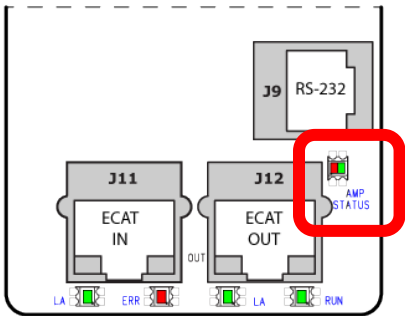 J9 RS-232
AMP
STATUS
J11
ECAT
IN
OUT
J12
ECAT
OUT
LA
ERR
LA
RUN